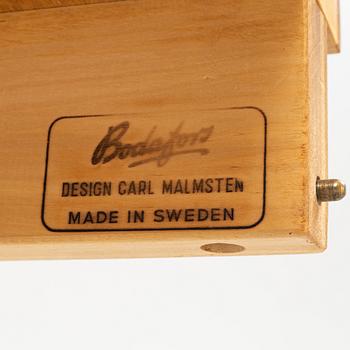 Bodafors
DESIGN CARL MALMSTEN
MADE IN SWEDEN